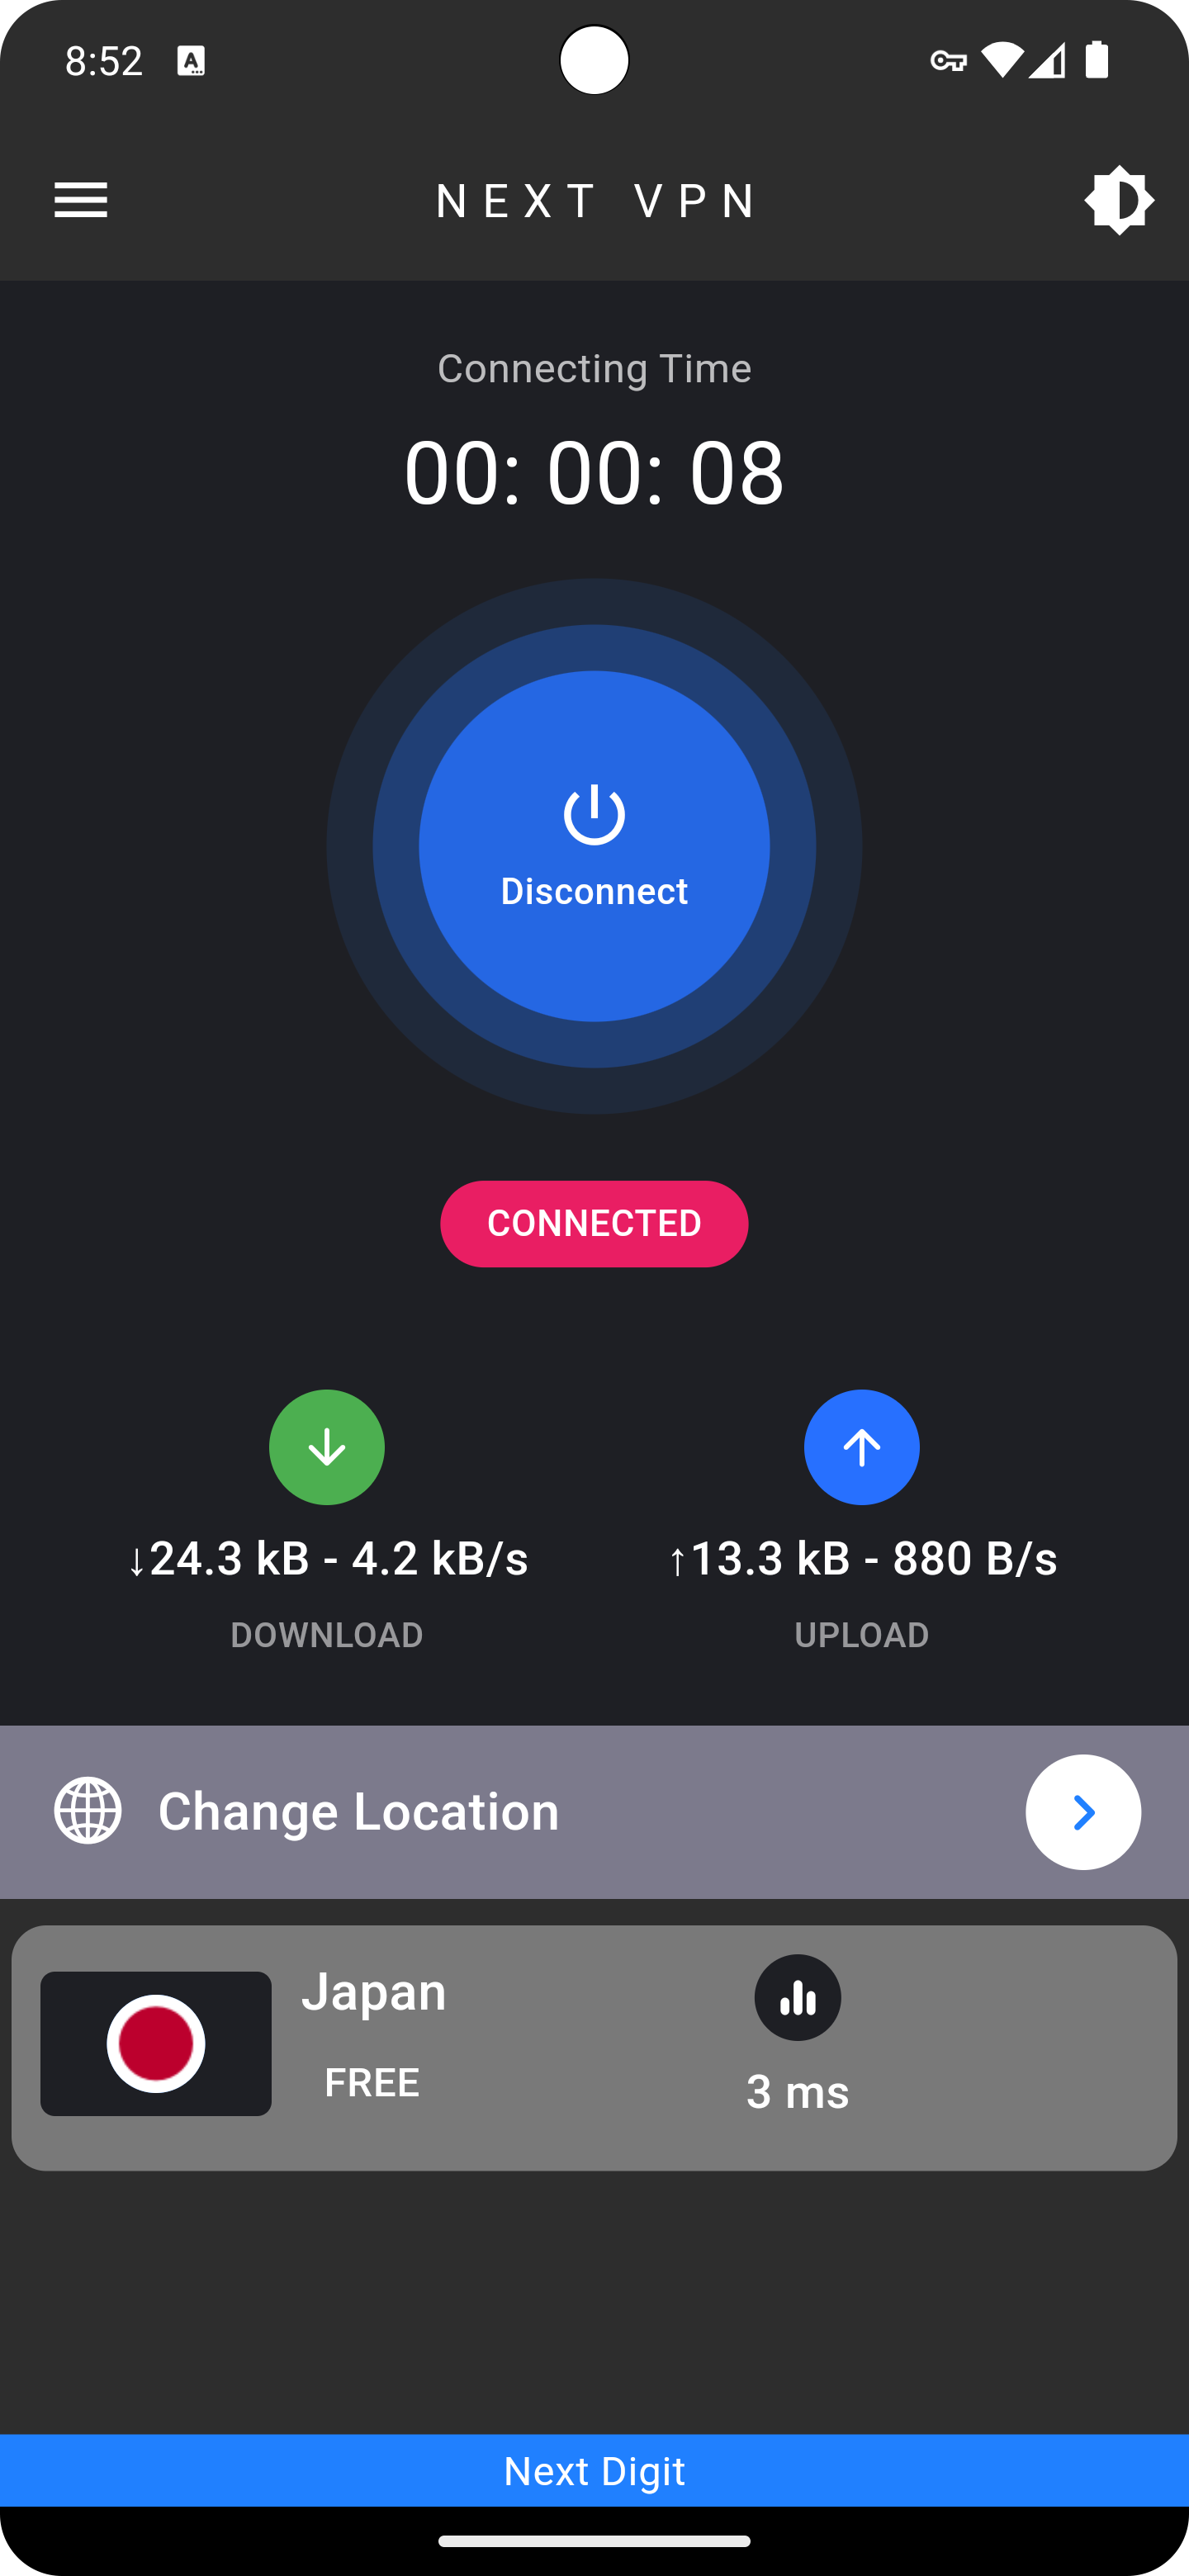 8:52
NEXT VPN
Connecting Time
00: 00: 08
Disconnect
CONNECTED
↓24.3 kB - 4.2 kB/s
↑13.3 kB - 880 B/s
DOWNLOAD
UPLOAD
Change Location
Japan
FREE
3 ms
Next Digit